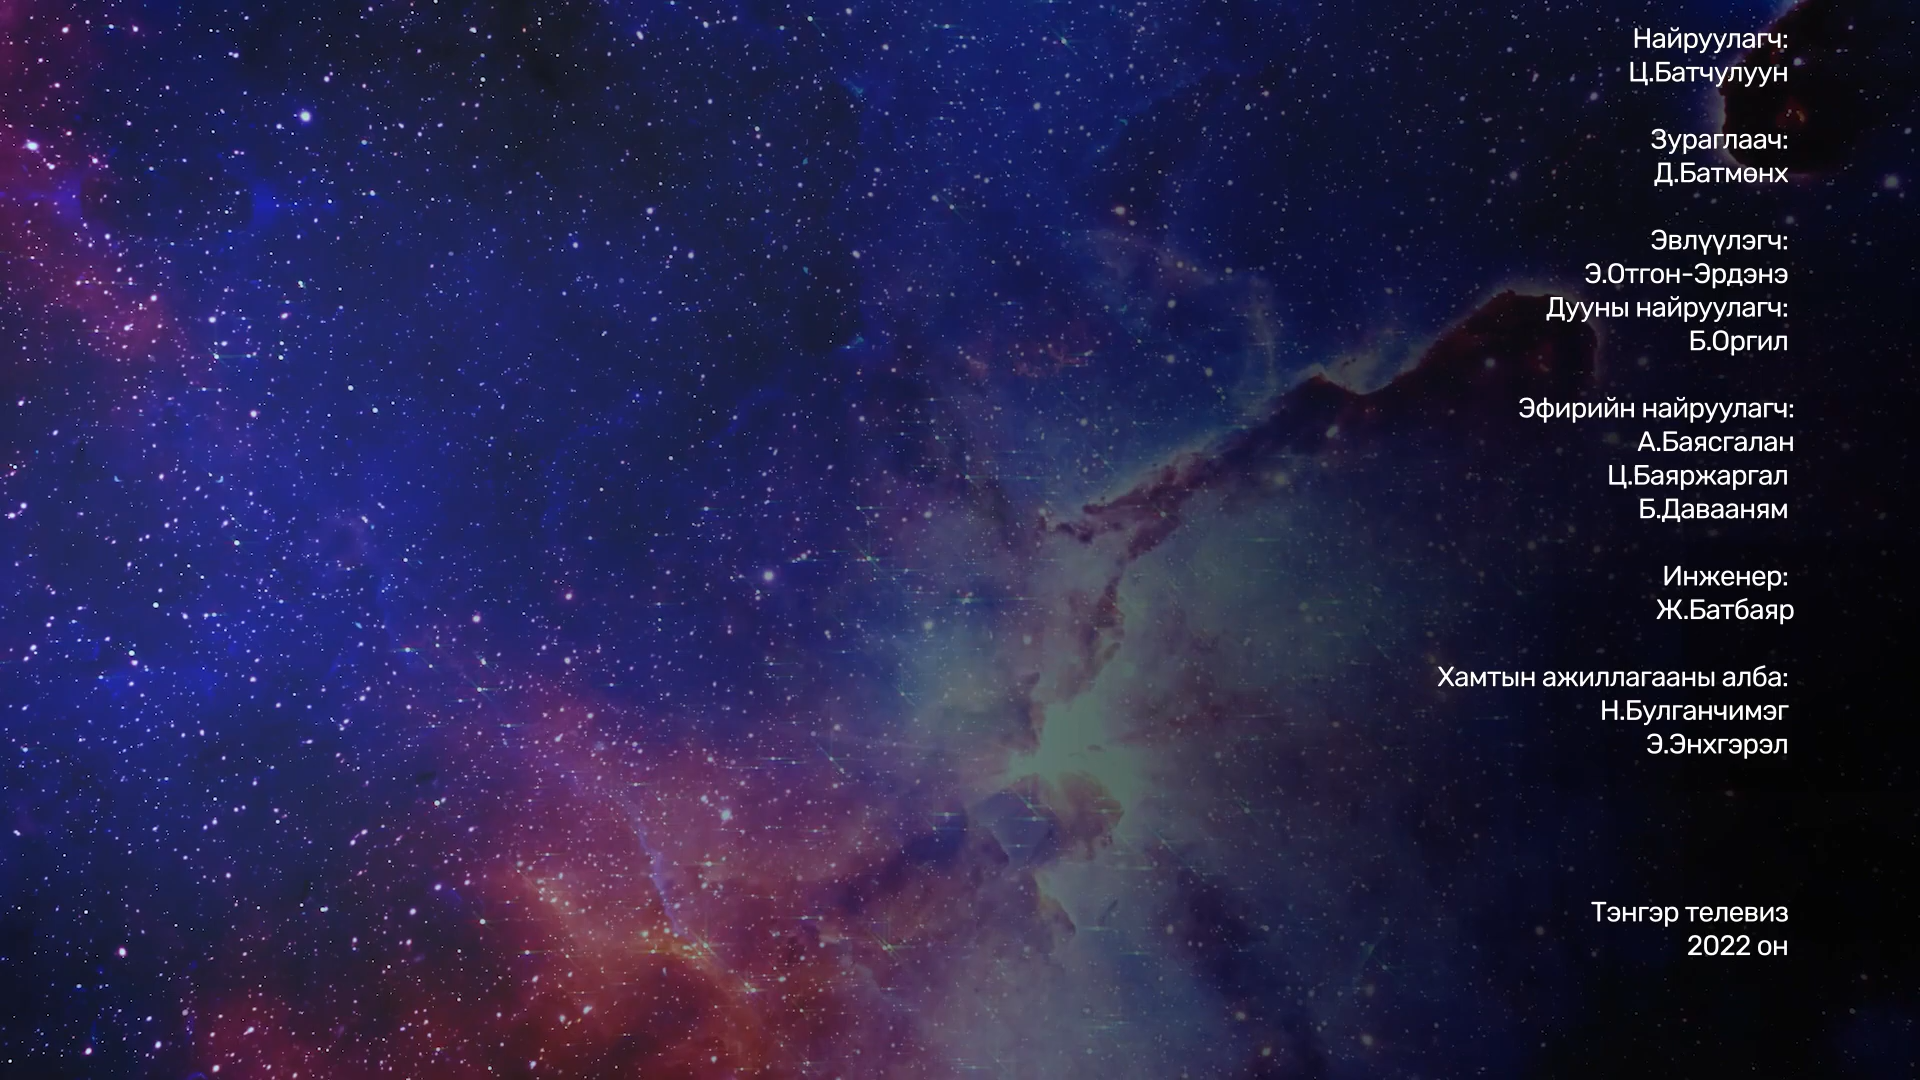 Найруулагч:
Ц.Батчулуун
Зураглаач:
Д.Батмөнх
Эвлүүлэгч:
Э.Отгон-Эрдэнэ
Дууны найруулагч:
Б.Оргил
Эфирийн найруулагч:
А.Баясгалан
Ц.Баяржаргал
Б.Даваaням
Инженер:
Ж.Батбаяр
Хамтын ажиллагааны алба:
Н.Булганчимэг
Э.Энхгэрэл
Тэнгэр телевиз
2022 он